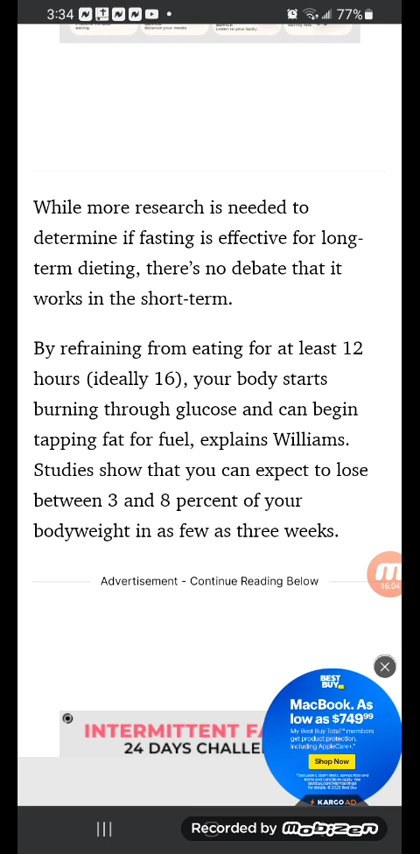 3:34 77%
While more research is needed to
determine if fasting is effective for long-
term dieting, there’s no debate that it
works in the short-term.
By refraining from eating for at least 12
hours (ideally 16), your body starts
burning through glucose and can begin
tapping fat for fuel, explains Williams.
Studies show that you can expect to lose
between 3 and 8 percent of your
bodyweight in as few as three weeks.
16:04
Advertisement - Continue Reading Below
BEST
BUY
MacBook. As
low as $74999
My Best Buy Total™ members
get product protection,
including AppleCare+.*
Shop Now
INTERMITTENT FA
24 DAYS CHALLE
KARGO AD
Recorded by mobizen